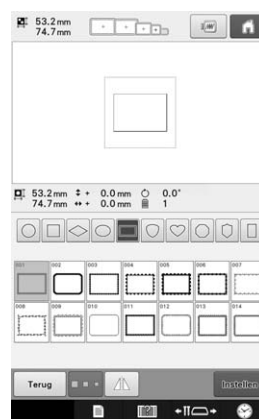 53.2 mm
74.7 mm
53.2 mm + 0.0 mm 0.0°
74.7 mm + 0.0 mm 1
001 002 003 004 005 006 007
008 009 010 011 012 013 014
Terug Instellen